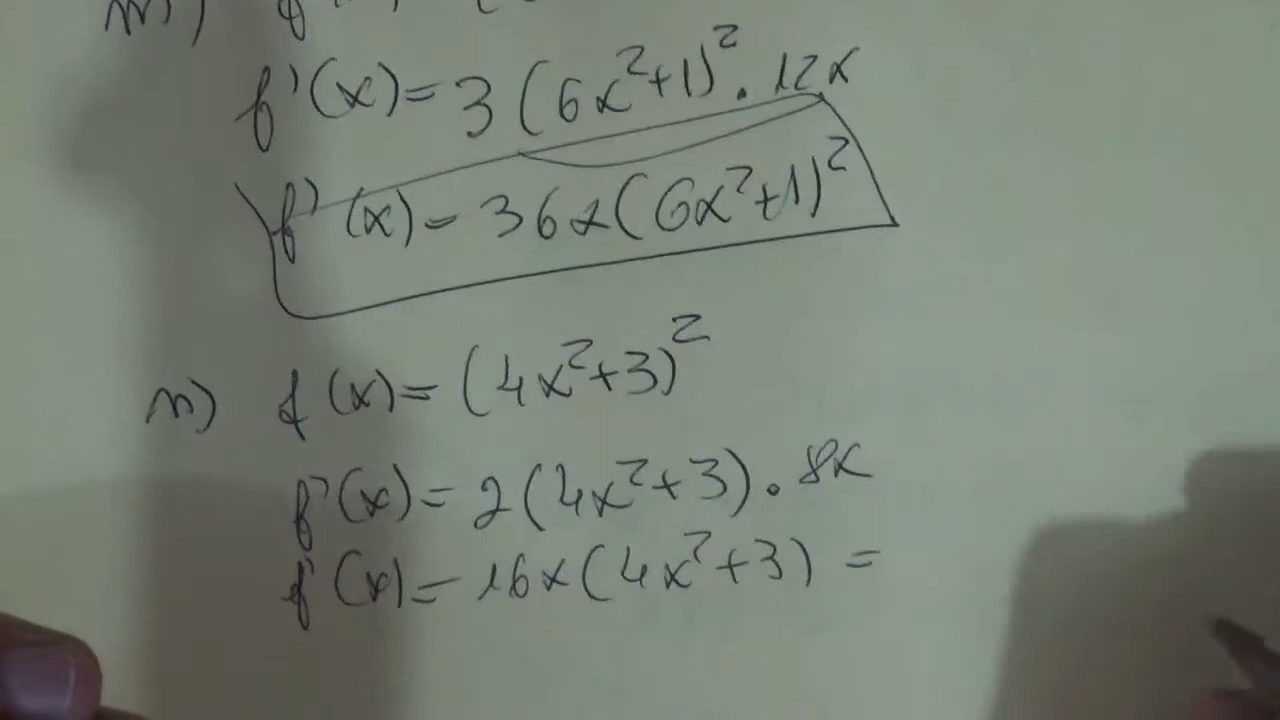 m)
f'(x) = 3 (6x²+1)² . 12x
f'(x) = 36x (6x²+1)²
n) f(x) = (4x²+3)²
f'(x) = 2 (4x²+3) . 8x
f'(x) = 16x (4x²+3) =